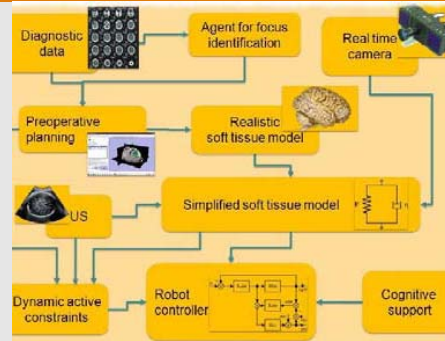 Diagnostic
data
Agent for focus
identification
Real time
camera
Preoperative
planning
Realistic
soft tissue model
US
Simplified soft tissue model
Dynamic active
constraints
Robot
controller
Cognitive
support